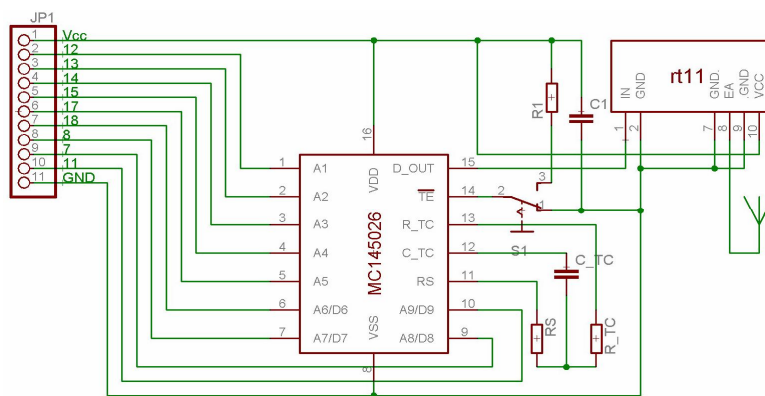 JP1
1 Vcc
2 12
3 13
4 14
5 15
6 17
7 18
8 8
9 7
10 11
11 GND
MC145026
16
VDD
1 A1
2 A2
3 A3
4 A4
5 A5
6 A6/D6
7 A7/D7
D_OUT 15
TE 14
R_TC 13
C_TC 12
RS 11
A9/D9 10
A8/D8 9
VSS
8
R1
C1
3
2
1
S1
C_TC
RS
R_TC
rt11
IN
GND
GND.
EA
.GND
VCC
1
2
7
8
9
10